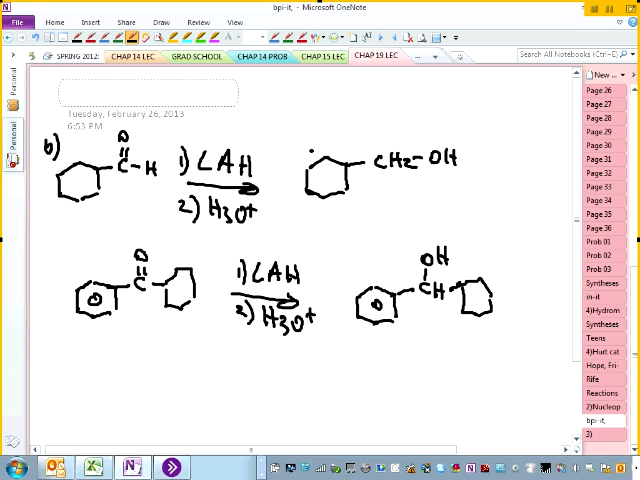 bpi-it, - Microsoft OneNote
File Home Insert Draw Share Review View
SPRING 2012: CHAP 14 LEC GRAD SCHOOL CHAP 14 PROB CHAP 15 LEC CHAP 19 LEC ...
Search All Notebooks (Ctrl+E)
Personal
Personal
Tuesday, February 26, 2013
6:53 PM
b)
O
C-H
1) LAH
2) H3O+
CH2-OH
O
C
1) LAH
2) H3O+
OH
CH
New ...
Page 26
Page 27
Page 28
Page 29
Page 30
Page 31
Page 32
Page 33
Page 34
Page 35
Page 36
Prob 01
Prob 02
Prob 03
Syntheses
in-it
4)Hydrom
Syntheses
Teens
4)Hurt cat
Hope, Fri-
Rife
Reactions
2)Nucleop
bpi-it,
3)